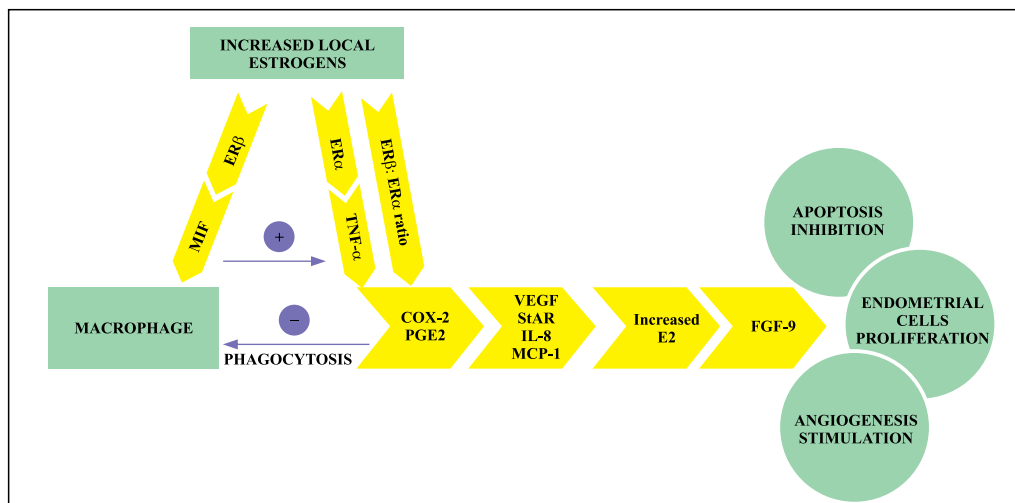 INCREASED LOCAL
ESTROGENS
ERβ
MIF
ERα
TNF-α
ERβ: ERα ratio
+
−
PHAGOCYTOSIS
MACROPHAGE
COX-2
PGE2
VEGF
StAR
IL-8
MCP-1
Increased
E2
FGF-9
APOPTOSIS
INHIBITION
ENDOMETRIAL
CELLS
PROLIFERATION
ANGIOGENESIS
STIMULATION